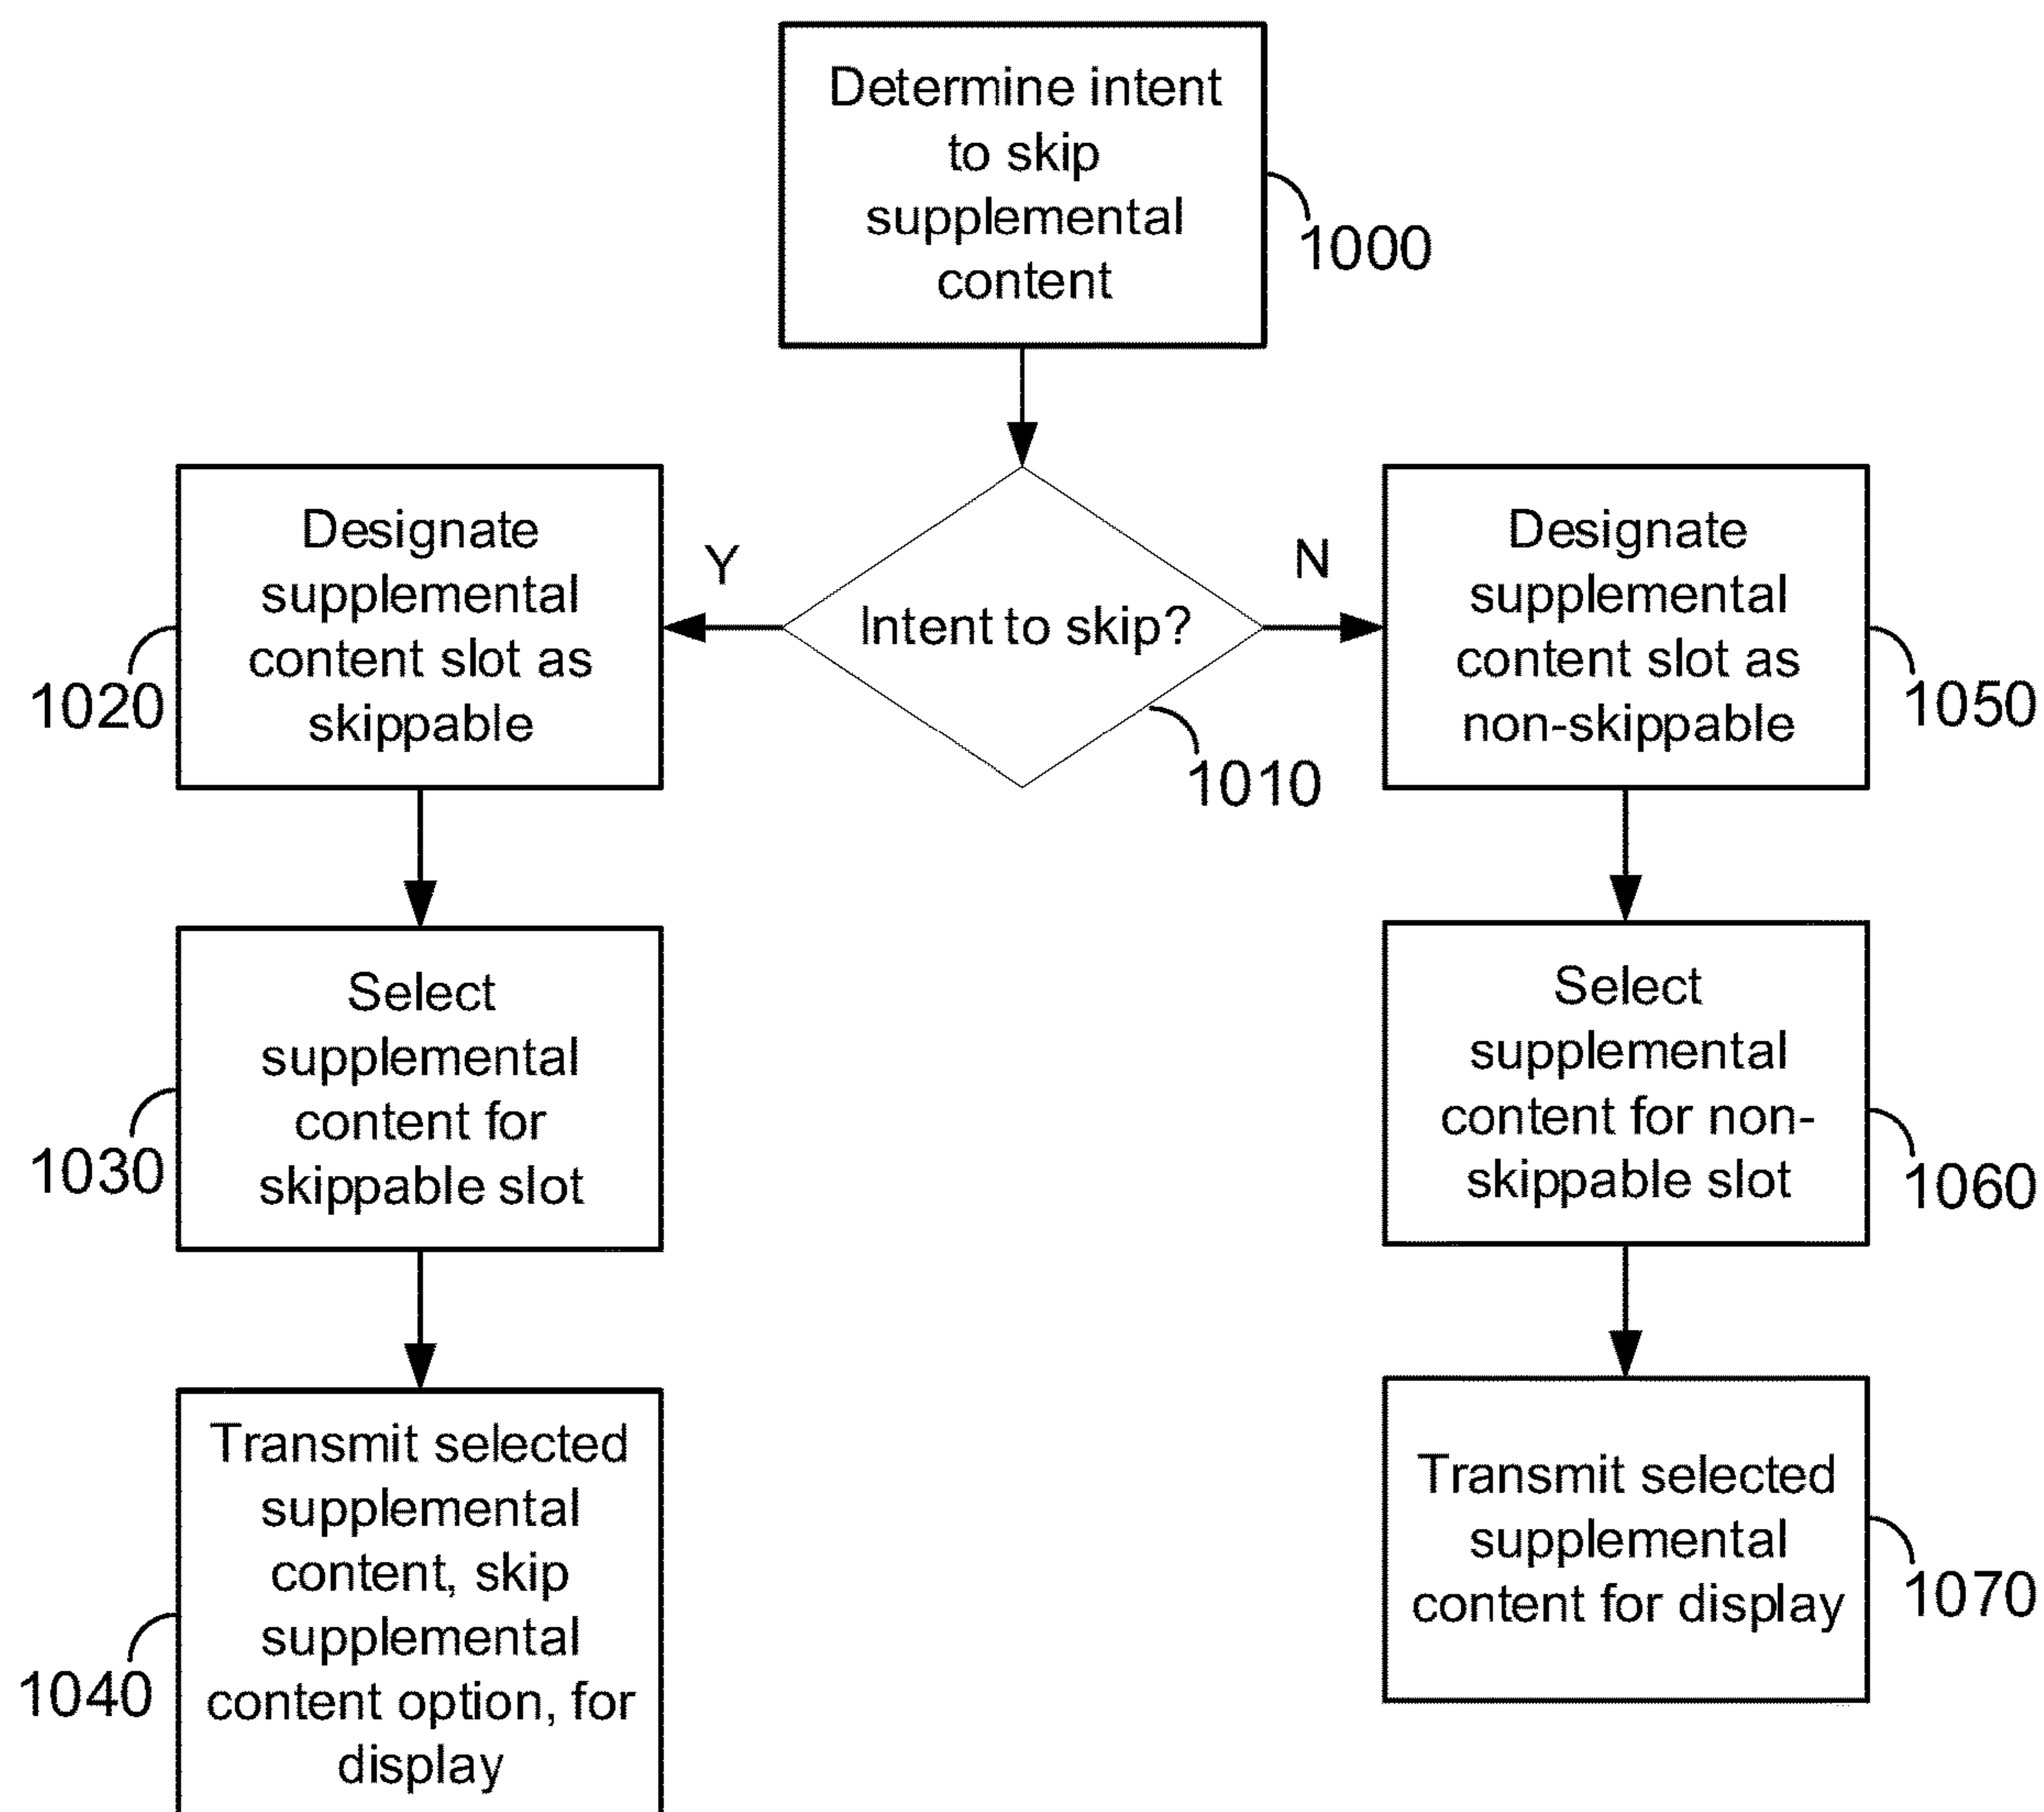 Determine intent
to skip
supplemental
content
1000
Intent to skip?
1010
Y
N
Designate
supplemental
content slot as
skippable
1020
Select
supplemental
content for
skippable slot
1030
Transmit selected
supplemental
content, skip
supplemental
content option, for
display
1040
Designate
supplemental
content slot as
non-skippable
1050
Select
supplemental
content for non-
skippable slot
1060
Transmit selected
supplemental
content for display
1070